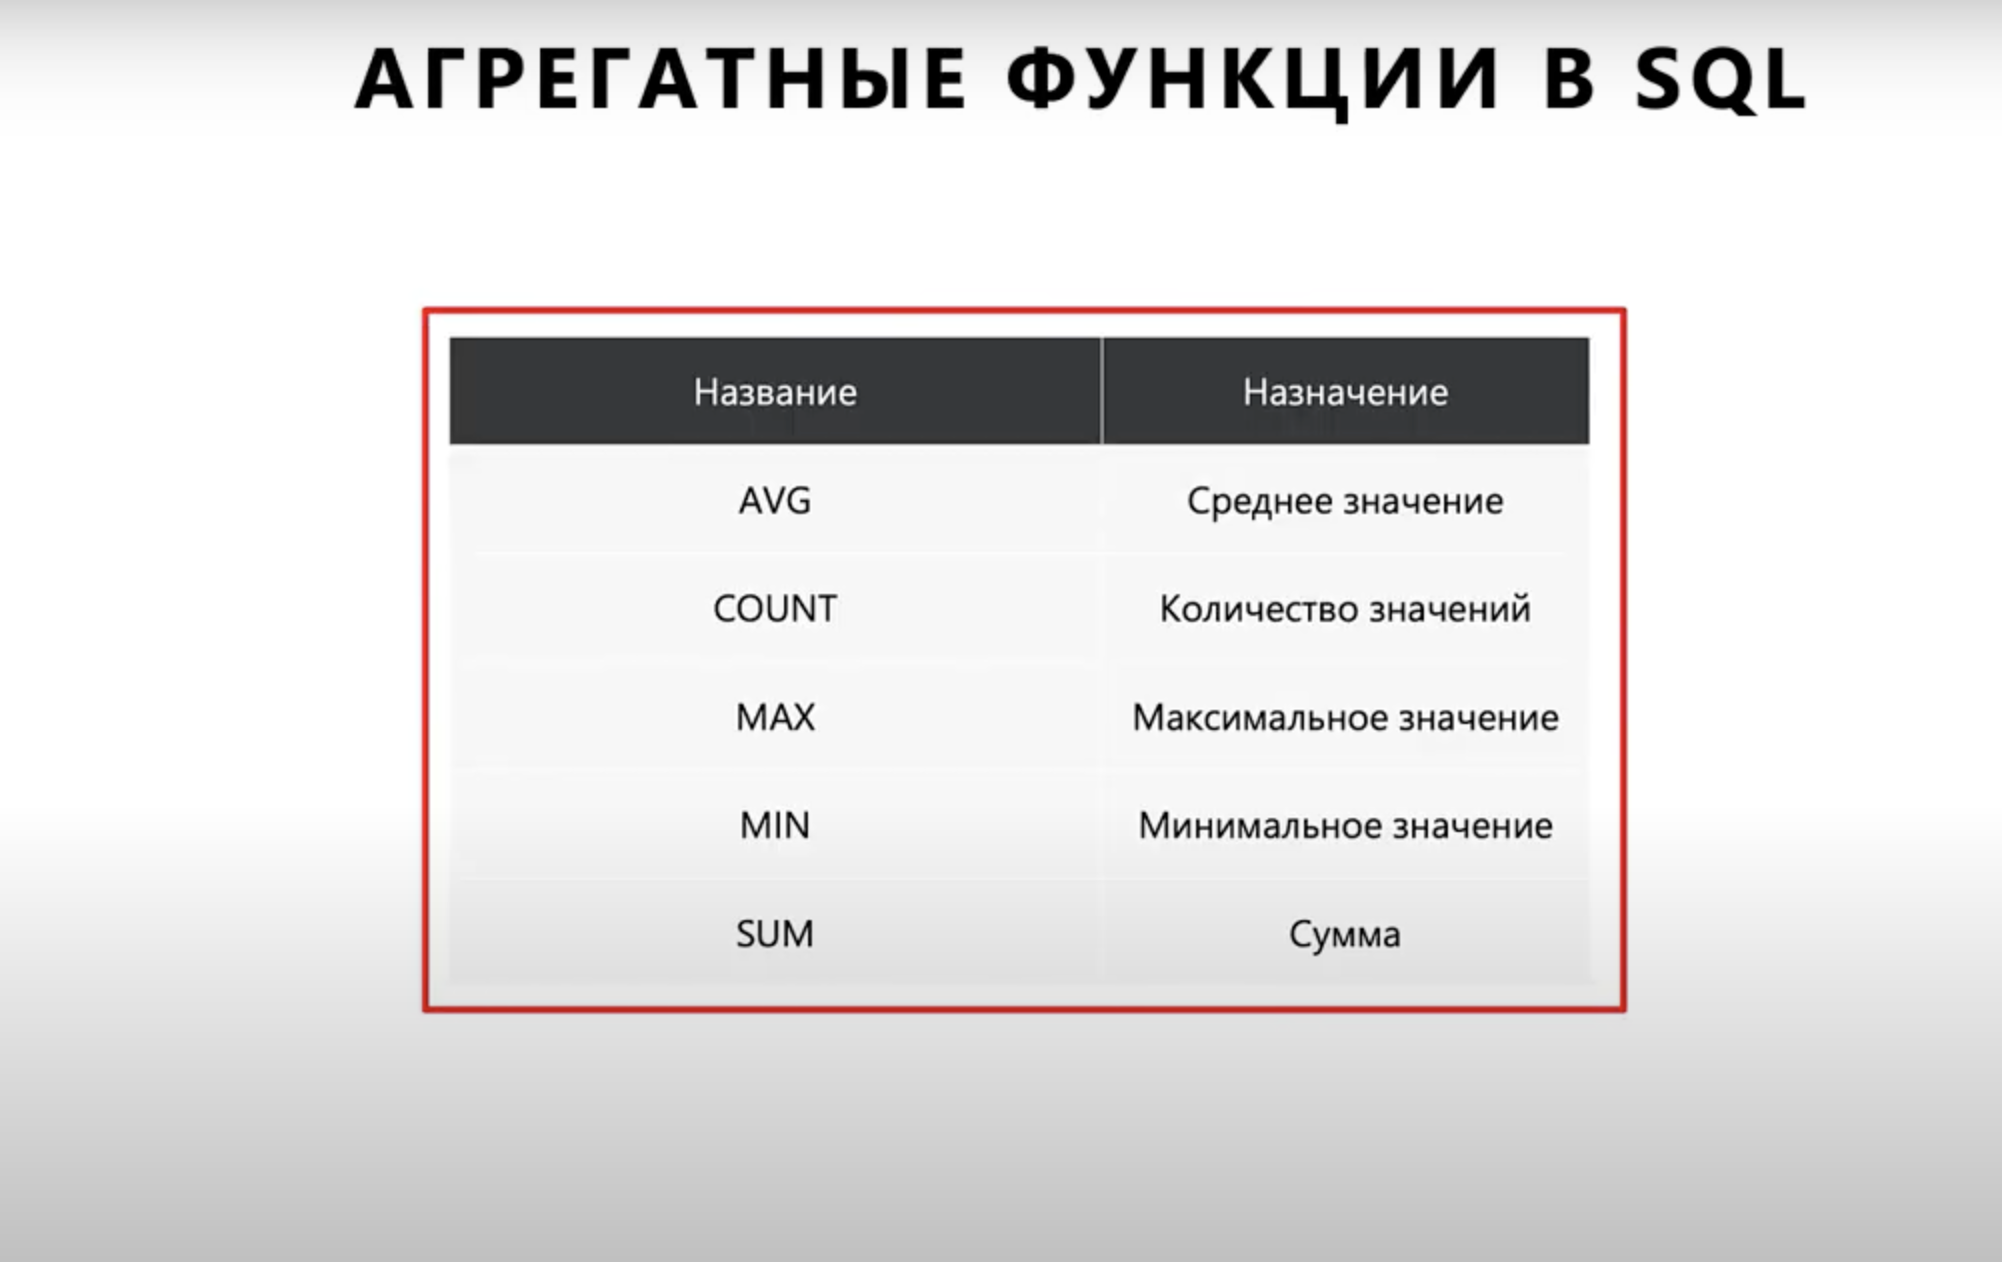 АГРЕГАТНЫЕ ФУНКЦИИ В SQL
Название Назначение
AVG Среднее значение
COUNT Количество значений
MAX Максимальное значение
MIN Минимальное значение
SUM Сумма